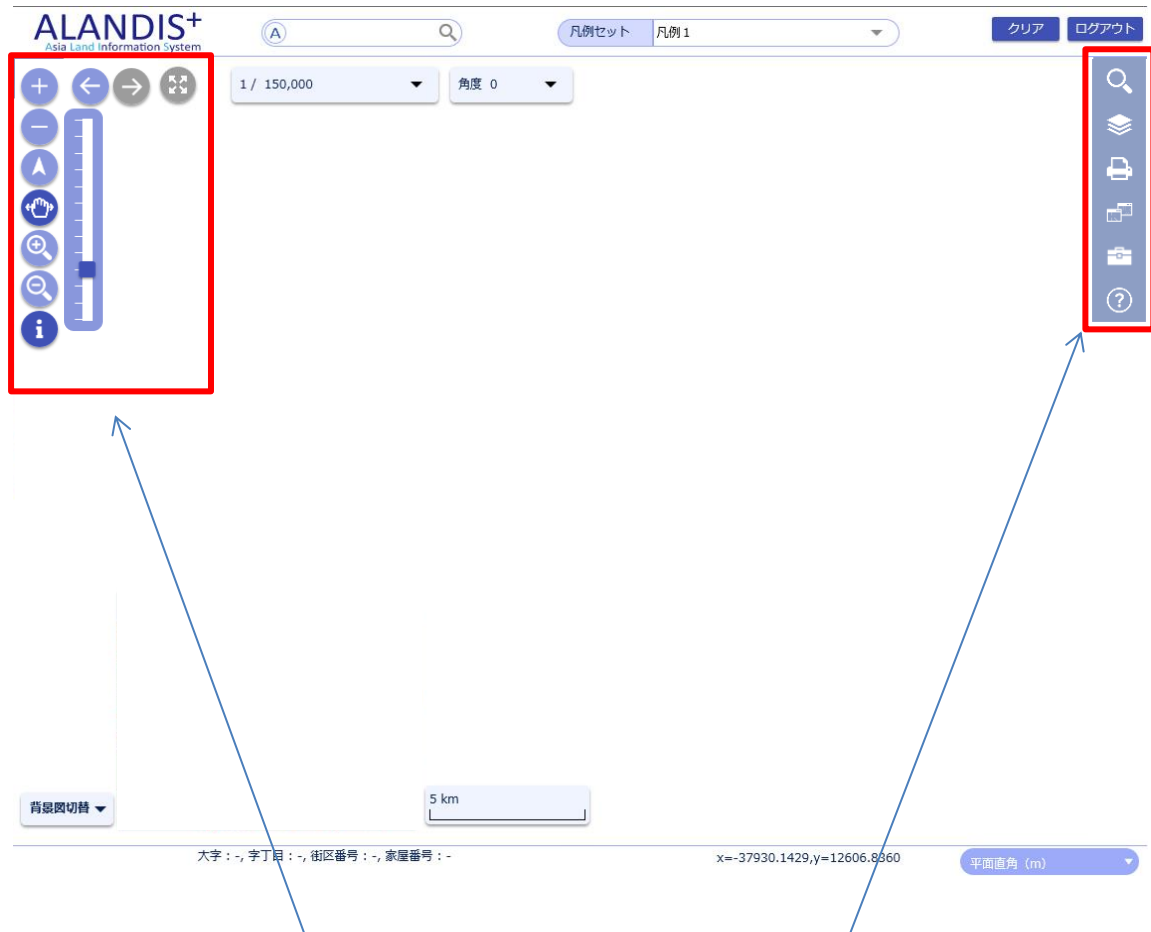 ALANDIS+
Asia Land Information System
A
凡例セット 凡例1
クリア ログアウト
1 / 150,000
角度 0
背景図切替
5 km
大字：-, 字丁目：-, 街区番号：-, 家屋番号：-
x=-37930.1429,y=12606.8360
平面直角（m）